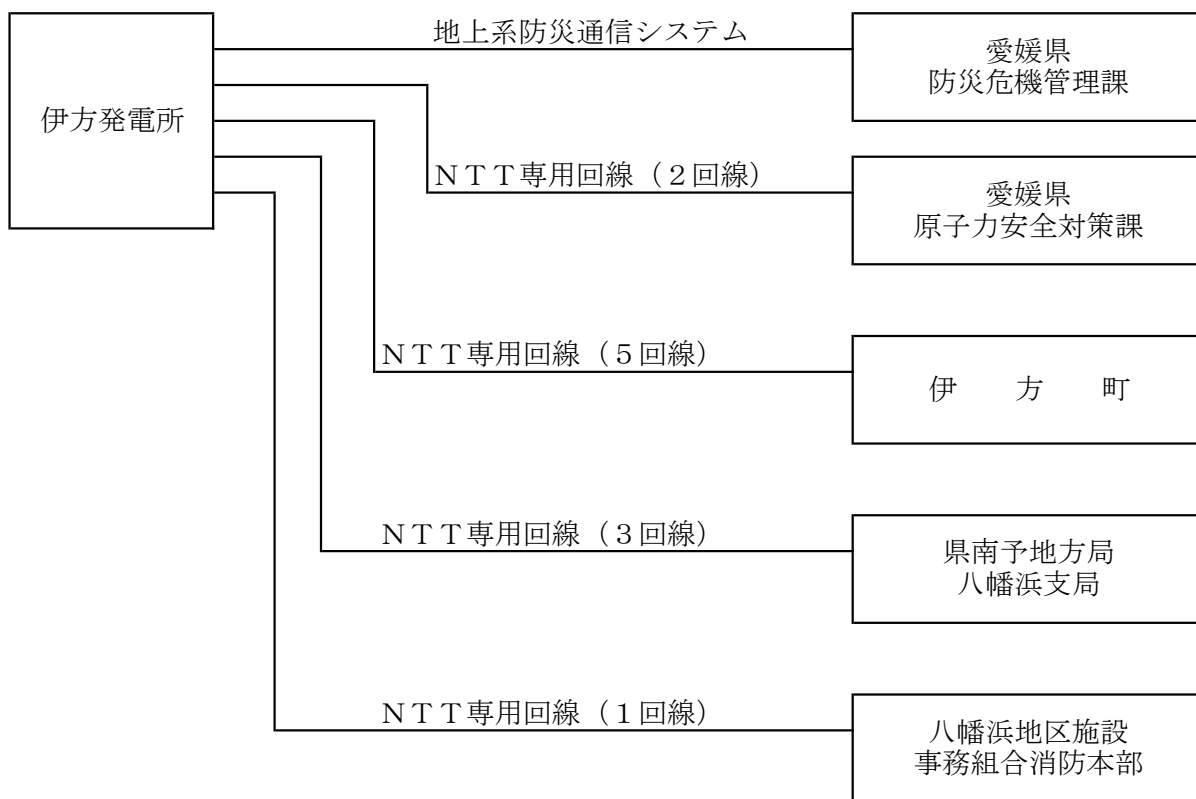 地上系防災通信システム
愛媛県
防災危機管理課
伊方発電所
ＮＴＴ専用回線（２回線）
愛媛県
原子力安全対策課
ＮＴＴ専用回線（５回線）
伊　　方　　町
ＮＴＴ専用回線（３回線）
県南予地方局
八幡浜支局
ＮＴＴ専用回線（１回線）
八幡浜地区施設
事務組合消防本部